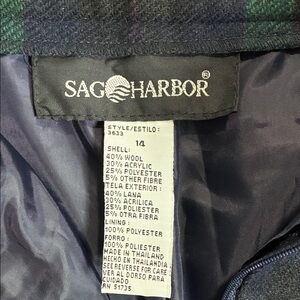 SAG HARBOR®
STYLE/ESTILO:
3633
14
SHELL:
40% WOOL
30% ACRYLIC
25% POLYESTER
5% OTHER FIBRE
TELA EXTERIOR:
40% LANA
30% ACRILICA
25% POLIESTER
5% OTRA FIBRA
LINING:
100% POLYESTER
FORRO:
100% POLIESTER
MADE IN THAILAND
HECHO EN THAILANDIA
SEE REVERSE FOR CARE
VER AL DORSO PARA
CUIDADO
RN 51735